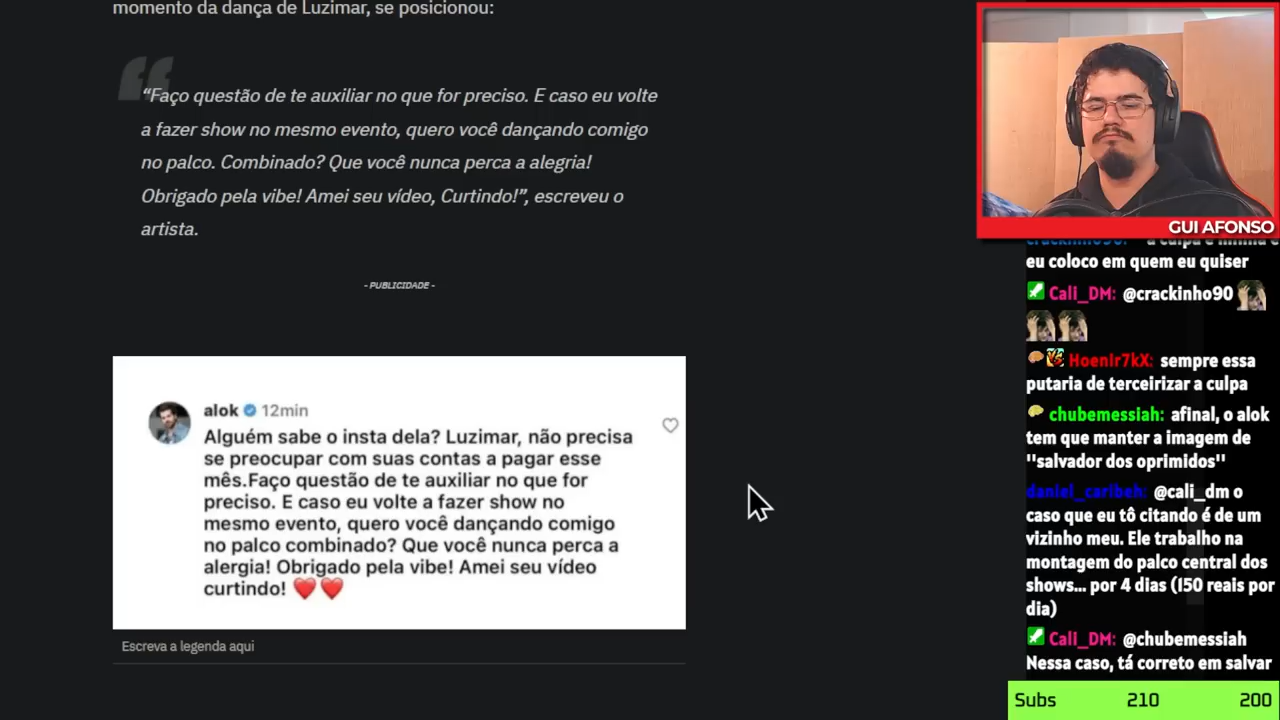 momento da dança de Luzimar, se posicionou:
“Faço questão de te auxiliar no que for preciso. E caso eu volte
a fazer show no mesmo evento, quero você dançando comigo
no palco. Combinado? Que você nunca perca a alegria!
Obrigado pela vibe! Amei seu vídeo, Curtindo!”, escreveu o
artista.
- PUBLICIDADE -
alok 12min
Alguém sabe o insta dela? Luzimar, não precisa
se preocupar com suas contas a pagar esse
mês.Faço questão de te auxiliar no que for
preciso. E caso eu volte a fazer show no
mesmo evento, quero você dançando comigo
no palco combinado? Que você nunca perca a
alergia! Obrigado pela vibe! Amei seu vídeo
curtindo!
Escreva a legenda aqui
GUI AFONSO
crackinho90: a culpa é minha e
eu coloco em quem eu quiser
Cali_DM: @crackinho90
HoenIr7kX: sempre essa
putaria de terceirizar a culpa
chubemessiah: afinal, o alok
tem que manter a imagem de
''salvador dos oprimidos''
daniel_caribeh: @cali_dm o
caso que eu tô citando é de um
vizinho meu. Ele trabalho na
montagem do palco central dos
shows... por 4 dias (150 reais por
dia)
Cali_DM: @chubemessiah
Nessa caso, tá correto em salvar
Subs 210 200